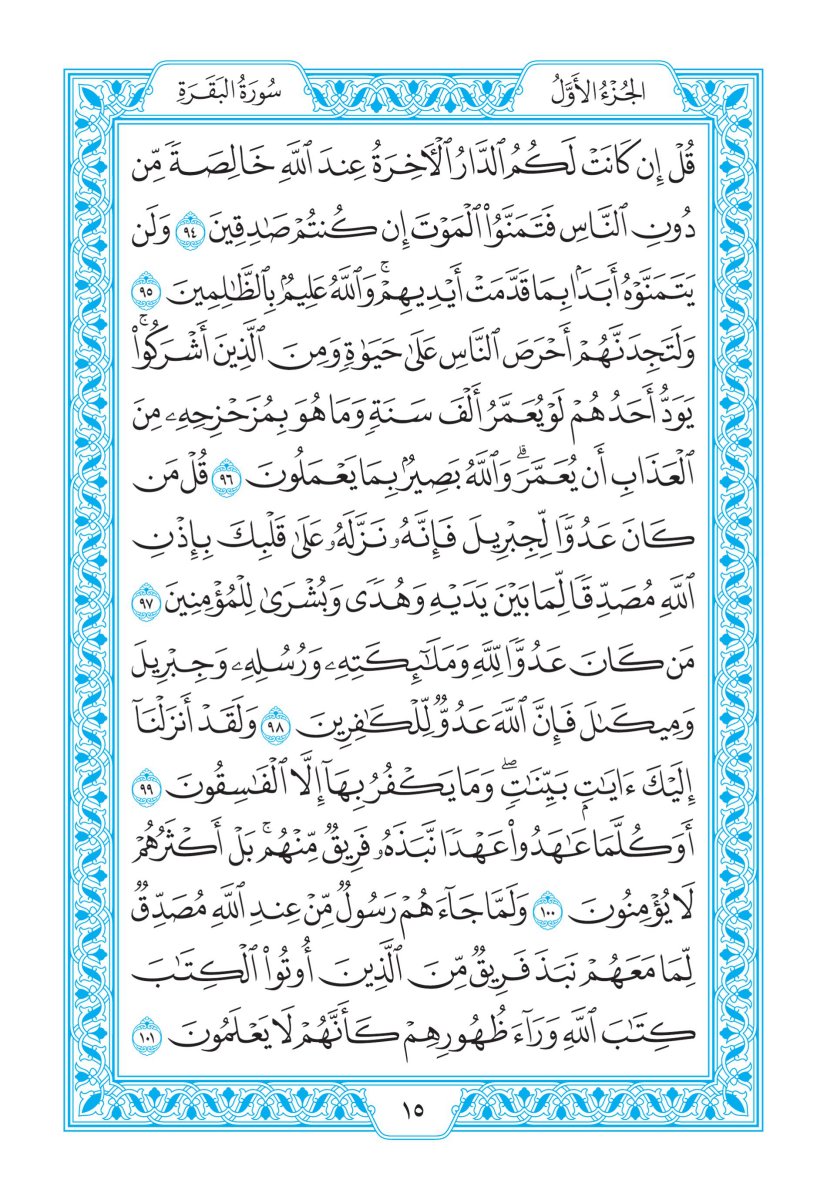 الجُزْءُ الأَوَّلُ
سُورَةُ البَقَرَةِ
قُلْ إِن كَانَتْ لَكُمُ ٱلدَّارُ ٱلْأَخِرَةُ عِندَ ٱللَّهِ خَالِصَةً مِّن
دُونِ ٱلنَّاسِ فَتَمَنَّوُا۟ ٱلْمَوْتَ إِن كُنتُمْ صَٰدِقِينَ ٩٤ وَلَن
يَتَمَنَّوْهُ أَبَدًۢا بِمَا قَدَّمَتْ أَيْدِيهِمْ ۚ وَٱللَّهُ عَلِيمٌۢ بِٱلظَّٰلِمِينَ ٩٥
وَلَتَجِدَنَّهُمْ أَحْرَصَ ٱلنَّاسِ عَلَىٰ حَيَوٰةٍ وَمِنَ ٱلَّذِينَ أَشْرَكُوا۟ ۚ
يَوَدُّ أَحَدُهُمْ لَوْ يُعَمَّرُ أَلْفَ سَنَةٍ وَمَا هُوَ بِمُزَحْزِحِهِۦ مِنَ
ٱلْعَذَابِ أَن يُعَمَّرَ ۗ وَٱللَّهُ بَصِيرٌۢ بِمَا يَعْمَلُونَ ٩٦ قُلْ مَن
كَانَ عَدُوًّا لِّجِبْرِيلَ فَإِنَّهُۥ نَزَّلَهُۥ عَلَىٰ قَلْبِكَ بِإِذْنِ
ٱللَّهِ مُصَدِّقًا لِّمَا بَيْنَ يَدَيْهِ وَهُدًى وَبُشْرَىٰ لِلْمُؤْمِنِينَ ٩٧
مَن كَانَ عَدُوًّا لِّلَّهِ وَمَلَٰٓئِكَتِهِۦ وَرُسُلِهِۦ وَجِبْرِيلَ
وَمِيكَىٰلَ فَإِنَّ ٱللَّهَ عَدُوٌّ لِّلْكَٰفِرِينَ ٩٨ وَلَقَدْ أَنزَلْنَآ
إِلَيْكَ ءَايَٰتٍۭ بَيِّنَٰتٍ ۖ وَمَا يَكْفُرُ بِهَآ إِلَّا ٱلْفَٰسِقُونَ ٩٩
أَوَكُلَّمَا عَٰهَدُوا۟ عَهْدًا نَّبَذَهُۥ فَرِيقٌ مِّنْهُم ۚ بَلْ أَكْثَرُهُمْ
لَا يُؤْمِنُونَ ١٠٠ وَلَمَّا جَآءَهُمْ رَسُولٌ مِّنْ عِندِ ٱللَّهِ مُصَدِّقٌ
لِّمَا مَعَهُمْ نَبَذَ فَرِيقٌ مِّنَ ٱلَّذِينَ أُوتُوا۟ ٱلْكِتَٰبَ
كِتَٰبَ ٱللَّهِ وَرَآءَ ظُهُورِهِمْ كَأَنَّهُمْ لَا يَعْلَمُونَ ١٠١
١٥